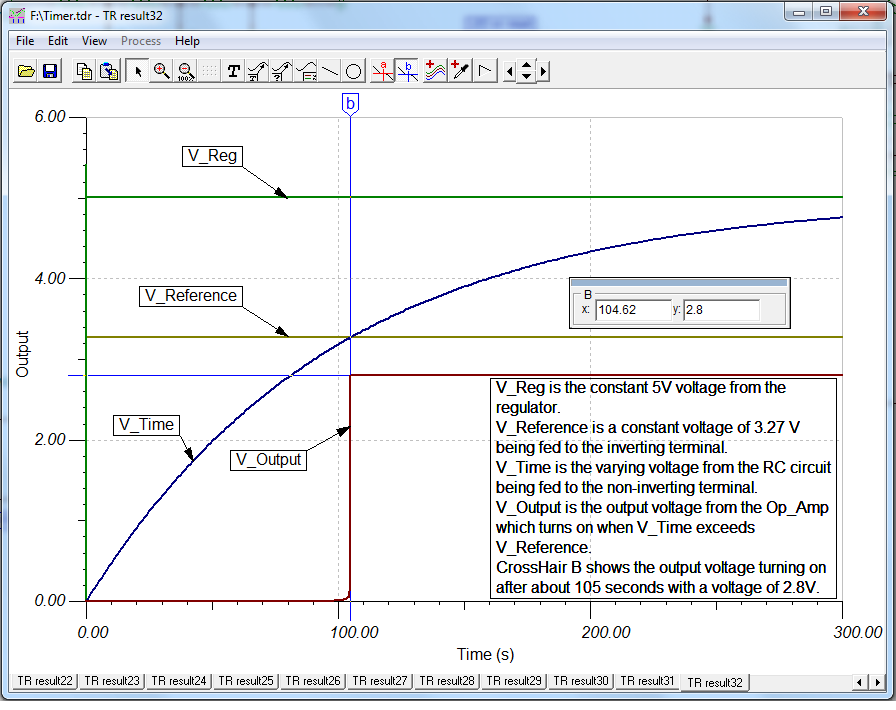 F:\Timer.tdr - TR result32
File Edit View Process Help
T a b
100%
b
6.00
V_Reg
4.00
V_Reference
B
x: 104.62 y: 2.8
Output
V_Time
2.00
V_Output
V_Reg is the constant 5V voltage from the
regulator.
V_Reference is a constant voltage of 3.27 V
being fed to the inverting terminal.
V_Time is the varying voltage from the RC circuit
being fed to the non-inverting terminal.
V_Output is the output voltage from the Op_Amp
which turns on when V_Time exceeds
V_Reference.
CrossHair B shows the output voltage turning on
after about 105 seconds with a voltage of 2.8V.
0.00
0.00 100.00 200.00 300.00
Time (s)
TR result22 TR result23 TR result24 TR result25 TR result26 TR result27 TR result28 TR result29 TR result30 TR result31 TR result32